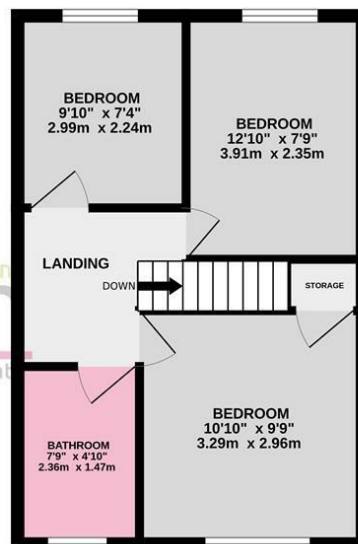 BEDROOM
9'10" x 7'4"
2.99m x 2.24m
BEDROOM
12'10" x 7'9"
3.91m x 2.35m
LANDING
DOWN
STORAGE
BEDROOM
10'10" x 9'9"
3.29m x 2.96m
BATHROOM
7'9" x 4'10"
2.36m x 1.47m